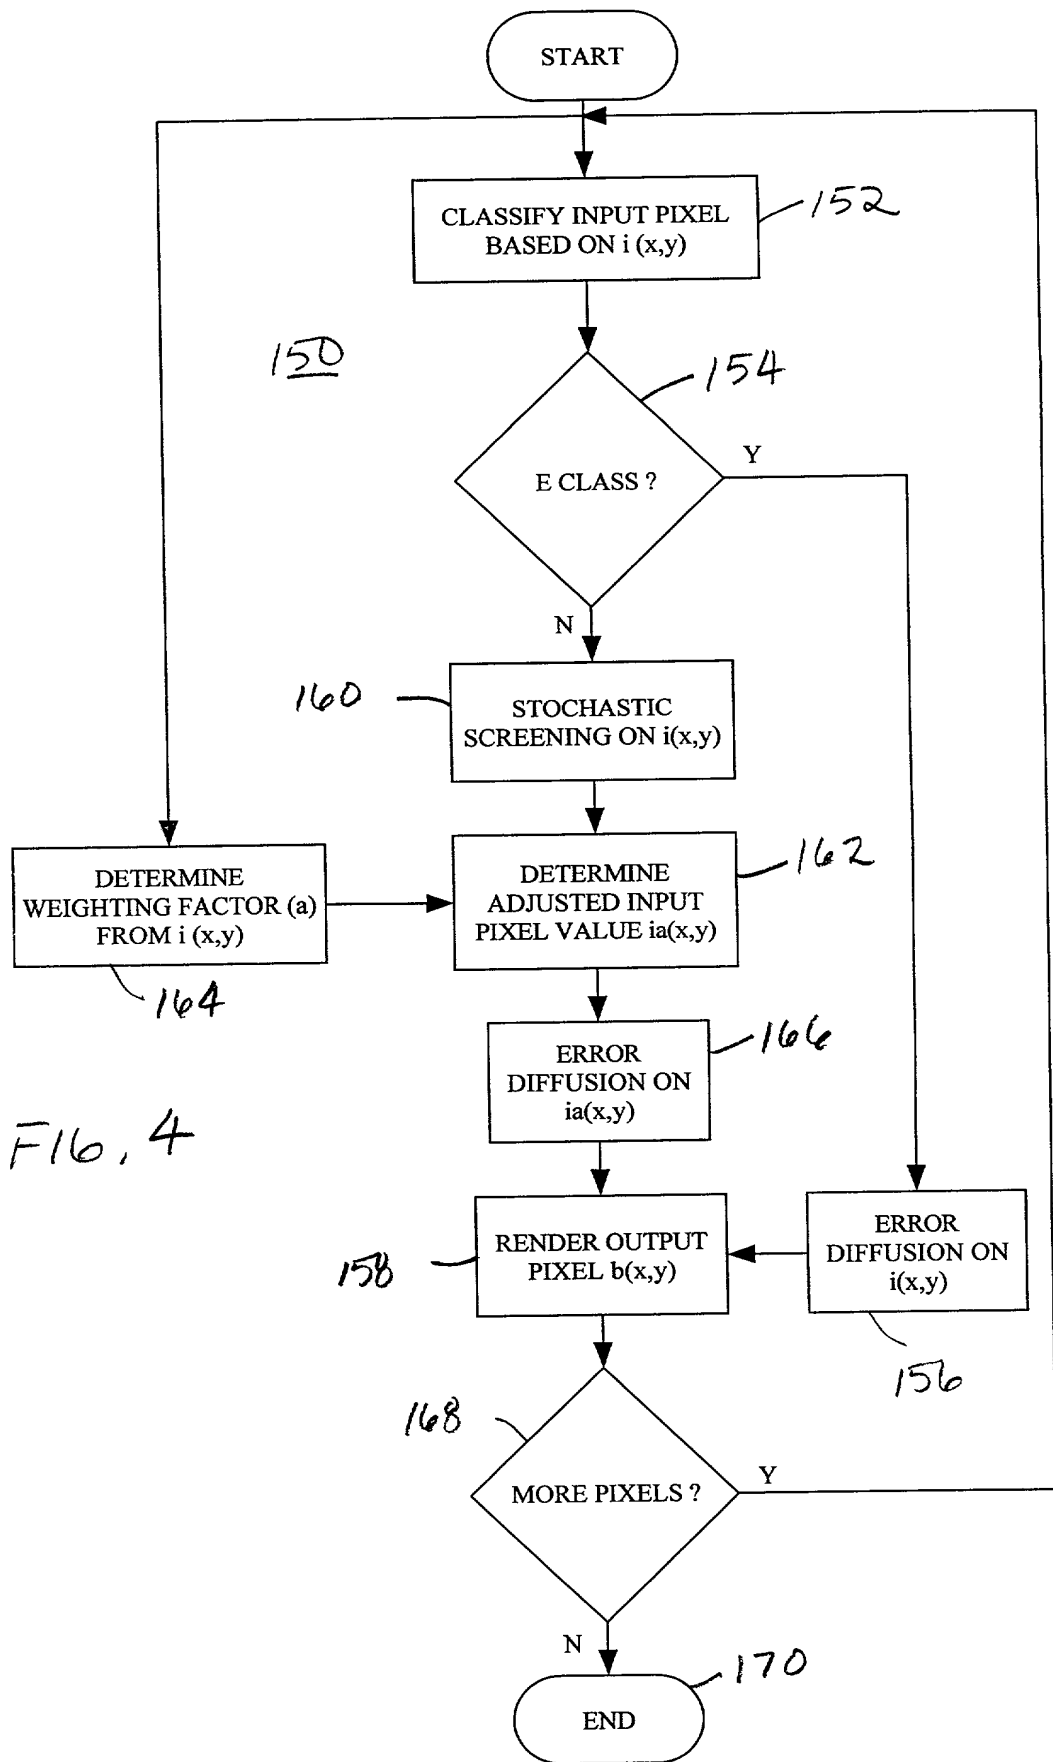 START
CLASSIFY INPUT PIXEL
BASED ON i (x,y)
152
150
154
E CLASS ?
Y
N
160
STOCHASTIC
SCREENING ON i(x,y)
DETERMINE
WEIGHTING FACTOR (a)
FROM i (x,y)
164
DETERMINE
ADJUSTED INPUT
PIXEL VALUE ia(x,y)
162
ERROR
DIFFUSION ON
ia(x,y)
166
FIG. 4
158
RENDER OUTPUT
PIXEL b(x,y)
ERROR
DIFFUSION ON
i(x,y)
156
168
MORE PIXELS ?
Y
N
170
END